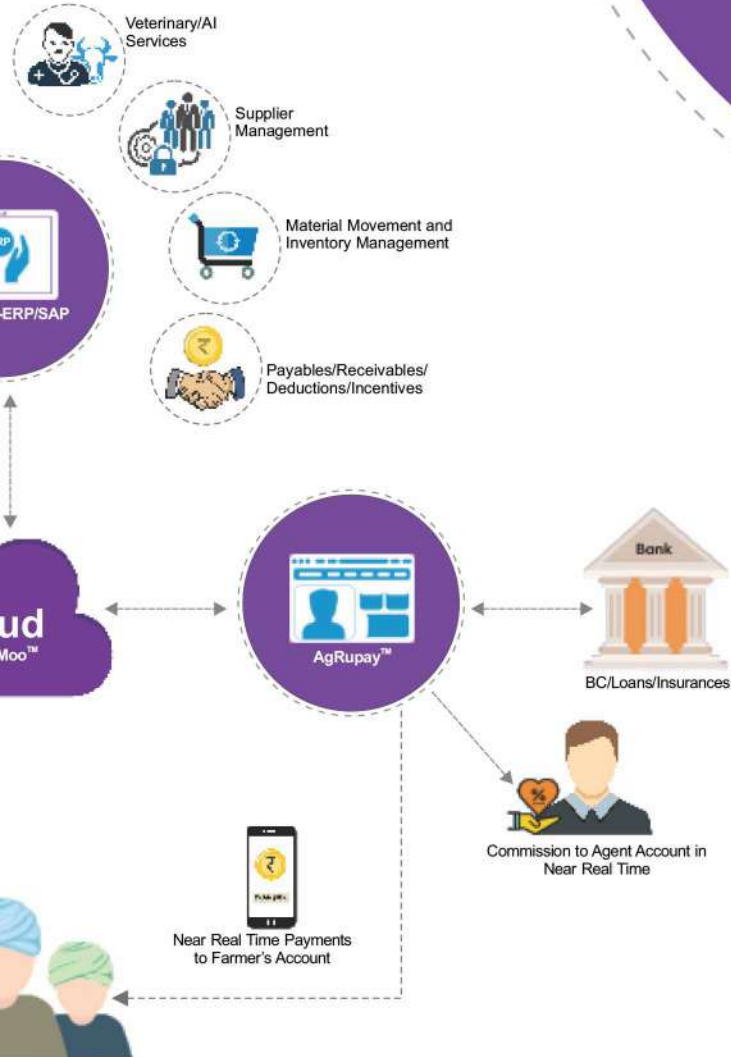 Veterinary/AI
Services
Supplier
Management
Material Movement and
Inventory Management
RP
-ERP/SAP
Payables/Receivables/
Deductions/Incentives
Bank
ud
Moo™
AgRupay™
BC/Loans/Insurances
%
Commission to Agent Account in
Near Real Time
₹
Near Real Time Payments
to Farmer's Account